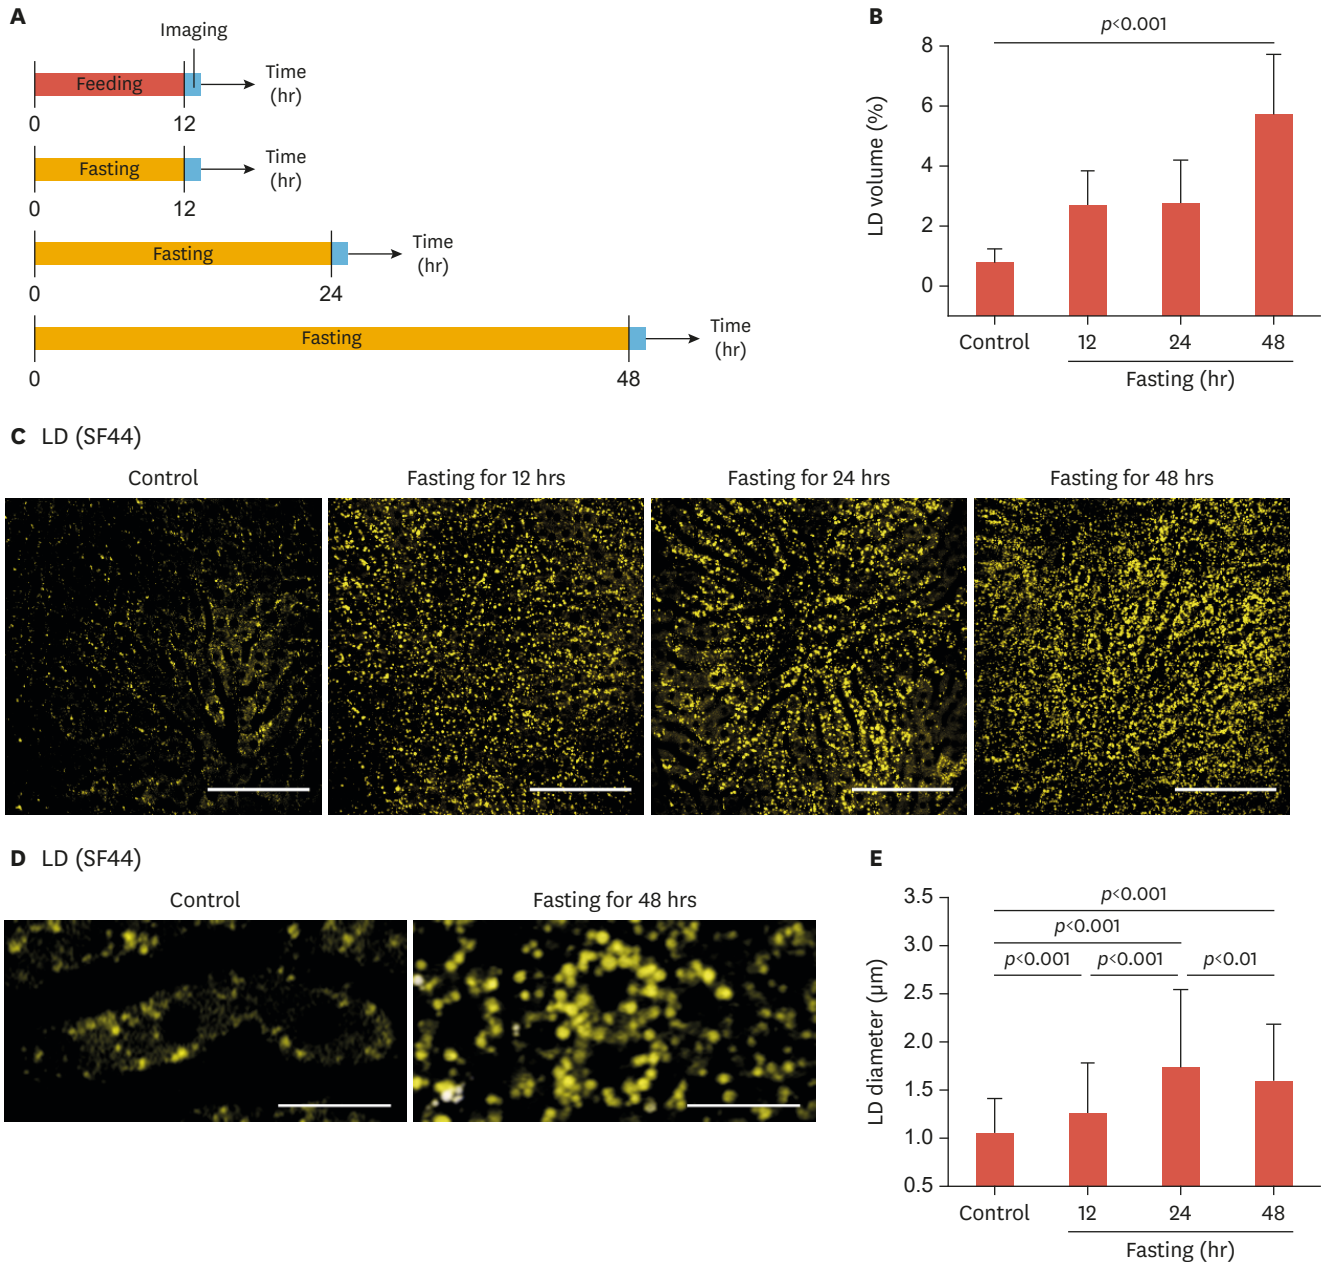 A
Imaging
Feeding
Time
(hr)
0
12
Fasting
Time
(hr)
0
12
Fasting
Time
(hr)
0
24
Fasting
Time
(hr)
0
48
B
p<0.001
LD volume (%)
8
6
4
2
0
Control
12
24
48
Fasting (hr)
C LD (SF44)
Control
Fasting for 12 hrs
Fasting for 24 hrs
Fasting for 48 hrs
D LD (SF44)
Control
Fasting for 48 hrs
E
p<0.001
p<0.001
p<0.001
p<0.001
p<0.01
LD diameter (µm)
3.5
3.0
2.5
2.0
1.5
1.0
0.5
Control
12
24
48
Fasting (hr)